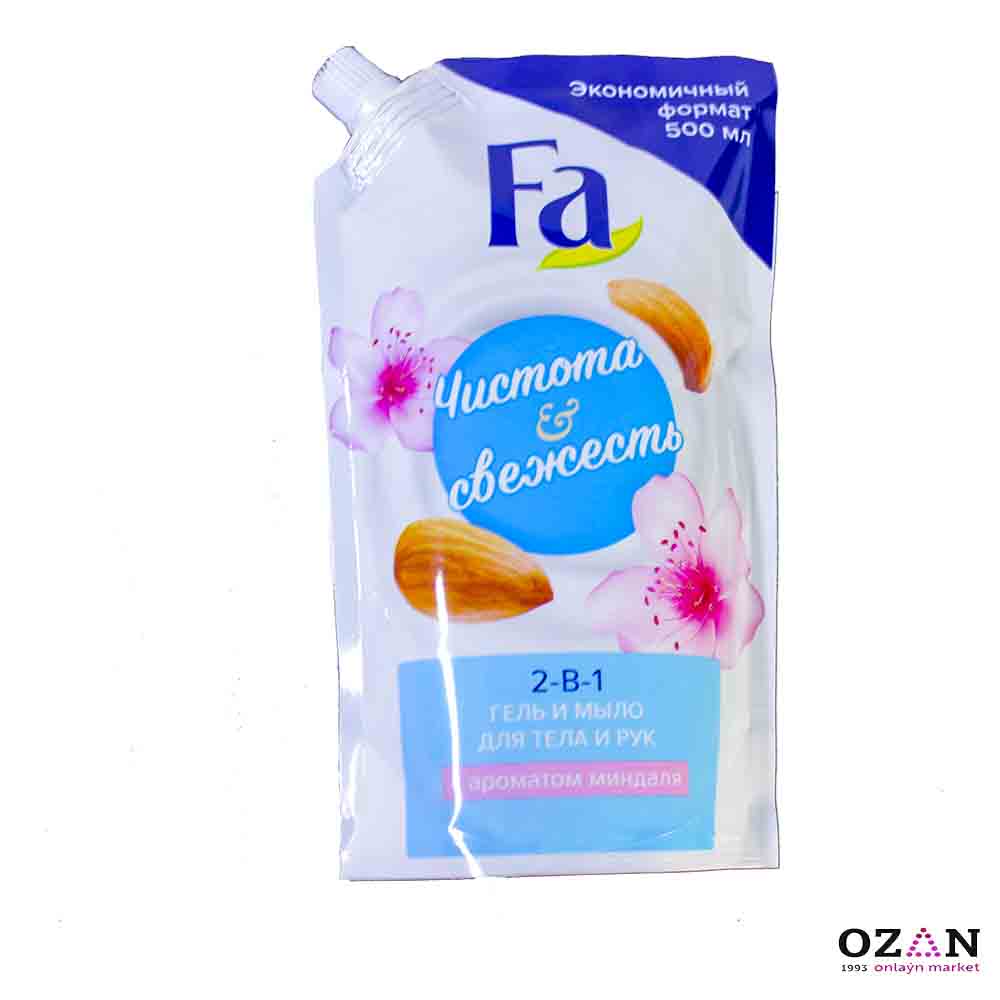 Экономичный
формат
500 мл
Fa
Чистота
&
свежесть
2-В-1
ГЕЛЬ И МЫЛО
ДЛЯ ТЕЛА И РУК
ароматом миндаля
OZAN
1993 onlaýn market